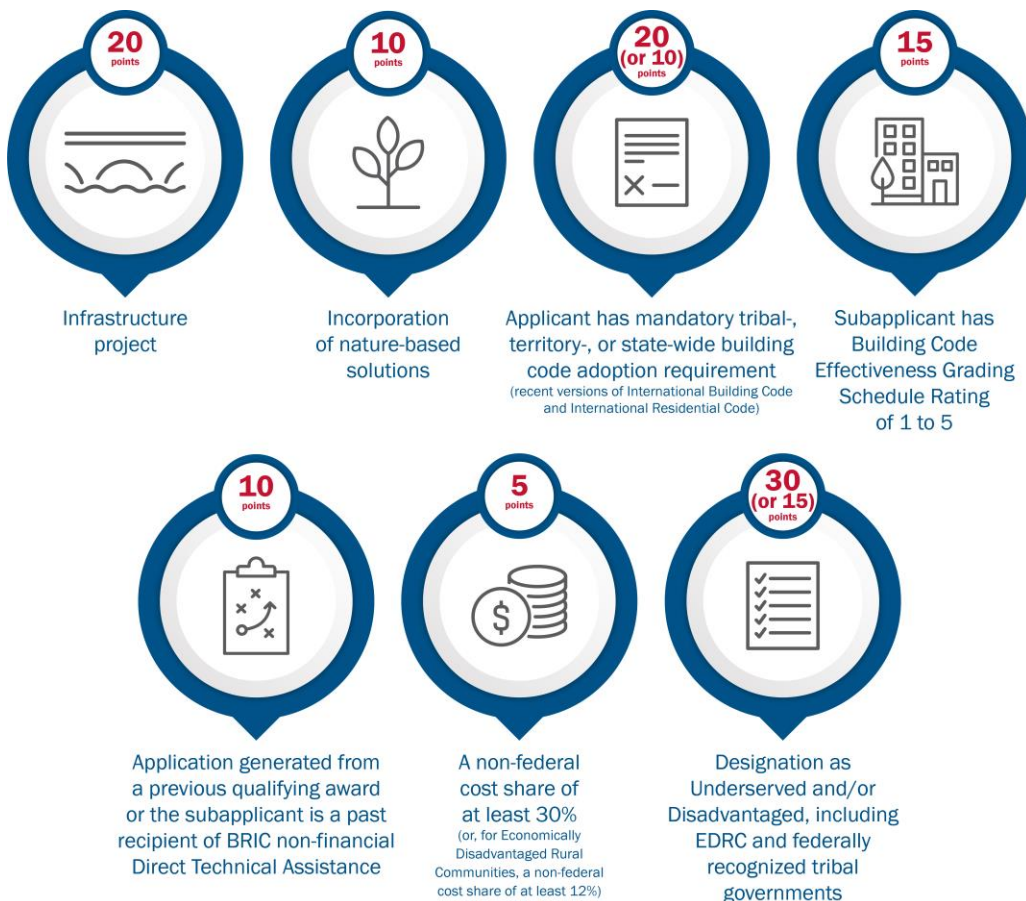 20
points
Infrastructure
project
10
points
Incorporation
of nature-based
solutions
20
(or 10)
points
Applicant has mandatory tribal-,
territory-, or state-wide building
code adoption requirement
(recent versions of International Building Code
and International Residential Code)
15
points
Subapplicant has
Building Code
Effectiveness Grading
Schedule Rating
of 1 to 5
10
points
Application generated from
a previous qualifying award
or the subapplicant is a past
recipient of BRIC non-financial
Direct Technical Assistance
5
points
A non-federal
cost share of
at least 30%
(or, for Economically
Disadvantaged Rural
Communities, a non-federal
cost share of at least 12%)
30
(or 15)
points
Designation as
Underserved and/or
Disadvantaged, including
EDRC and federally
recognized tribal
governments